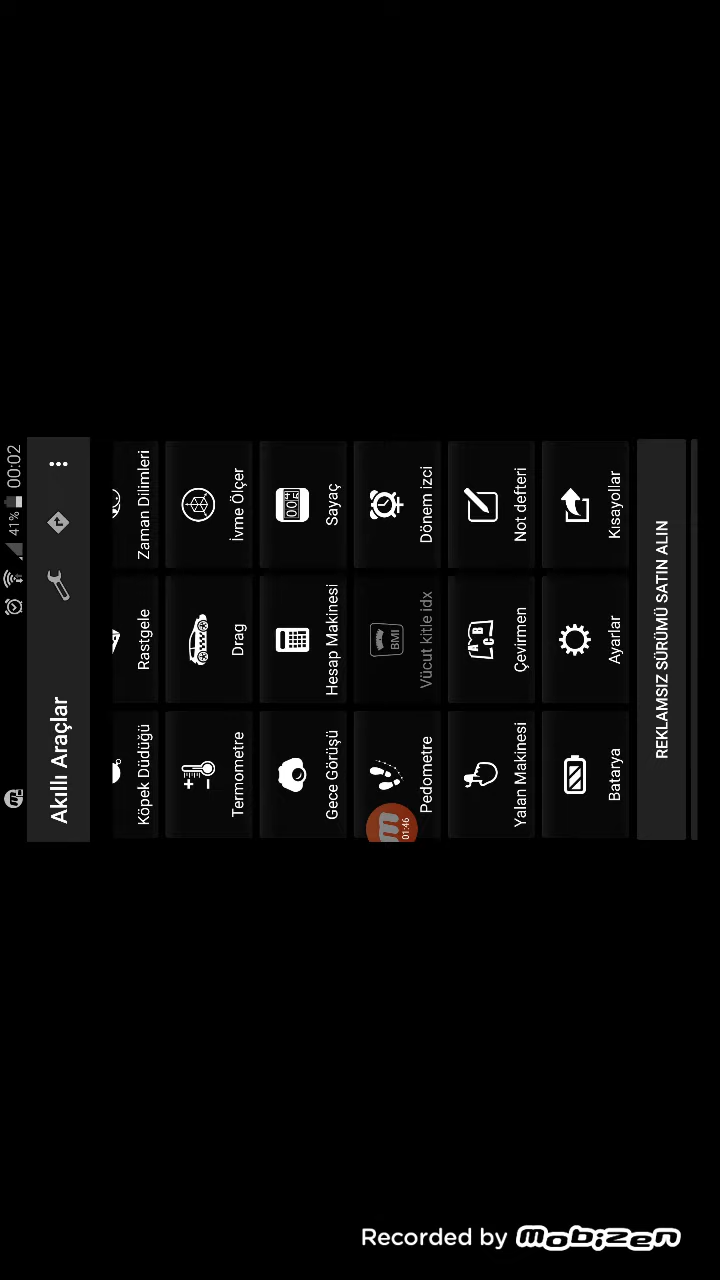 41% 00:02
Akıllı Araçlar
Köpek Düdüğü Rastgele Zaman Dilimleri
Termometre Drag İvme Ölçer
Gece Görüşü Hesap Makinesi Sayaç
BMI
Pedometre Vücut kitle idx Dönem izci
01:46
A B C
Yalan Makinesi Çevirmen Not defteri
Batarya Ayarlar Kısayollar
REKLAMSIZ SÜRÜMÜ SATIN ALIN
Recorded by mobizen